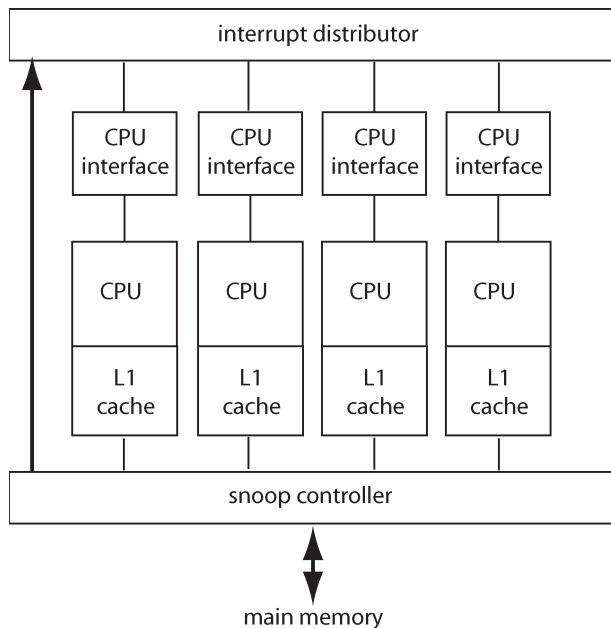 interrupt distributor
CPU
interface
CPU
interface
CPU
interface
CPU
interface
CPU
CPU
CPU
CPU
L1
cache
L1
cache
L1
cache
L1
cache
snoop controller
main memory